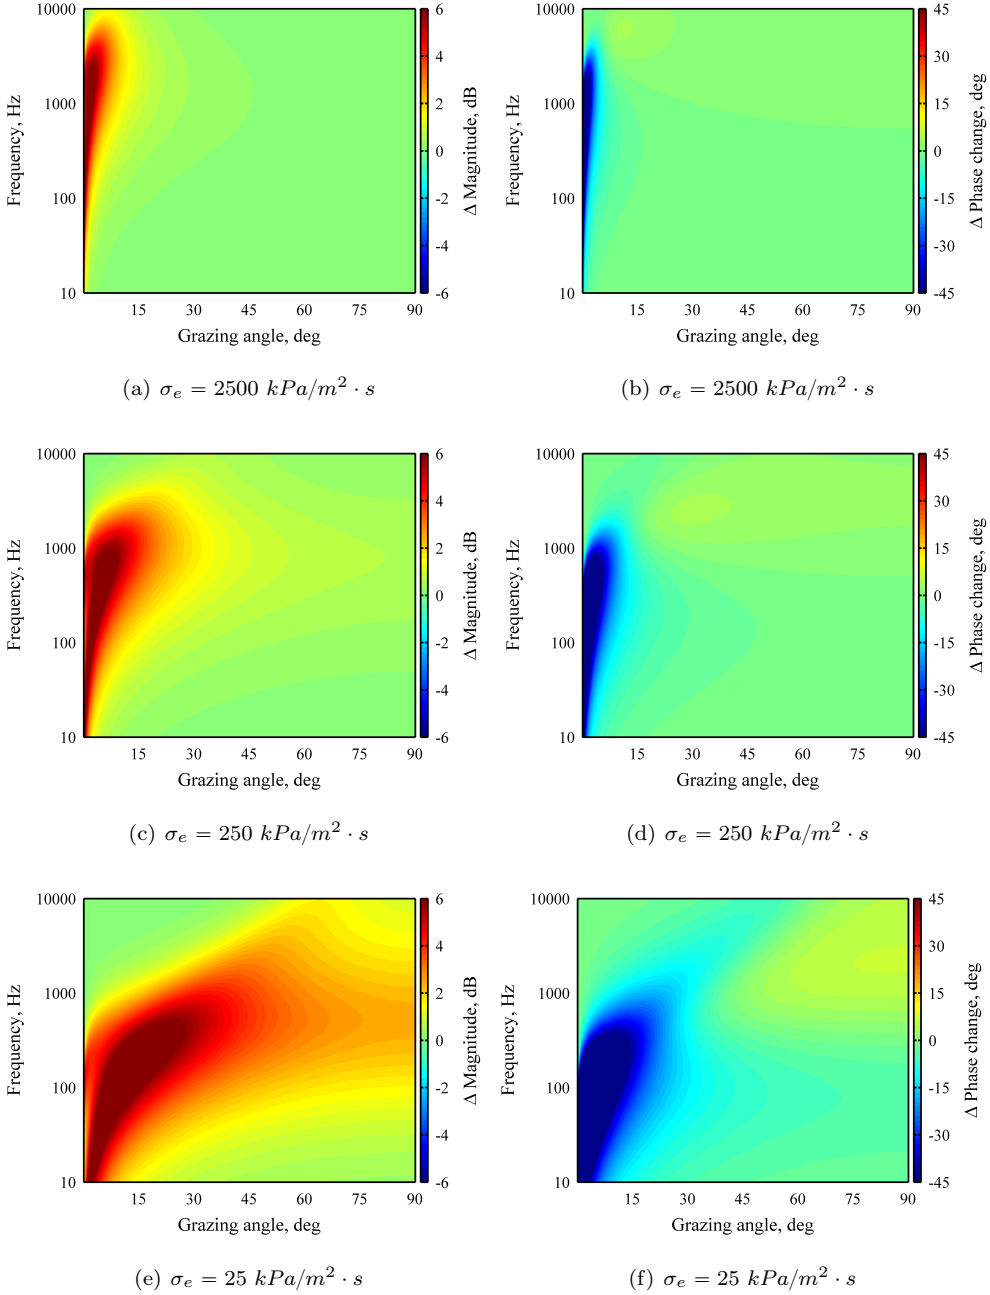 10000
1000
100
10
Frequency, Hz
15 30 45 60 75 90
Grazing angle, deg
6
4
2
0
-2
-4
-6
Δ Magnitude, dB
10000
1000
100
10
Frequency, Hz
15 30 45 60 75 90
Grazing angle, deg
45
30
15
0
-15
-30
-45
Δ Phase change, deg
(a) σₑ = 2500 kPa/m² · s
(b) σₑ = 2500 kPa/m² · s
10000
1000
100
10
Frequency, Hz
15 30 45 60 75 90
Grazing angle, deg
6
4
2
0
-2
-4
-6
Δ Magnitude, dB
10000
1000
100
10
Frequency, Hz
15 30 45 60 75 90
Grazing angle, deg
45
30
15
0
-15
-30
-45
Δ Phase change, deg
(c) σₑ = 250 kPa/m² · s
(d) σₑ = 250 kPa/m² · s
10000
1000
100
10
Frequency, Hz
15 30 45 60 75 90
Grazing angle, deg
6
4
2
0
-2
-4
-6
Δ Magnitude, dB
10000
1000
100
10
Frequency, Hz
15 30 45 60 75 90
Grazing angle, deg
45
30
15
0
-15
-30
-45
Δ Phase change, deg
(e) σₑ = 25 kPa/m² · s
(f) σₑ = 25 kPa/m² · s